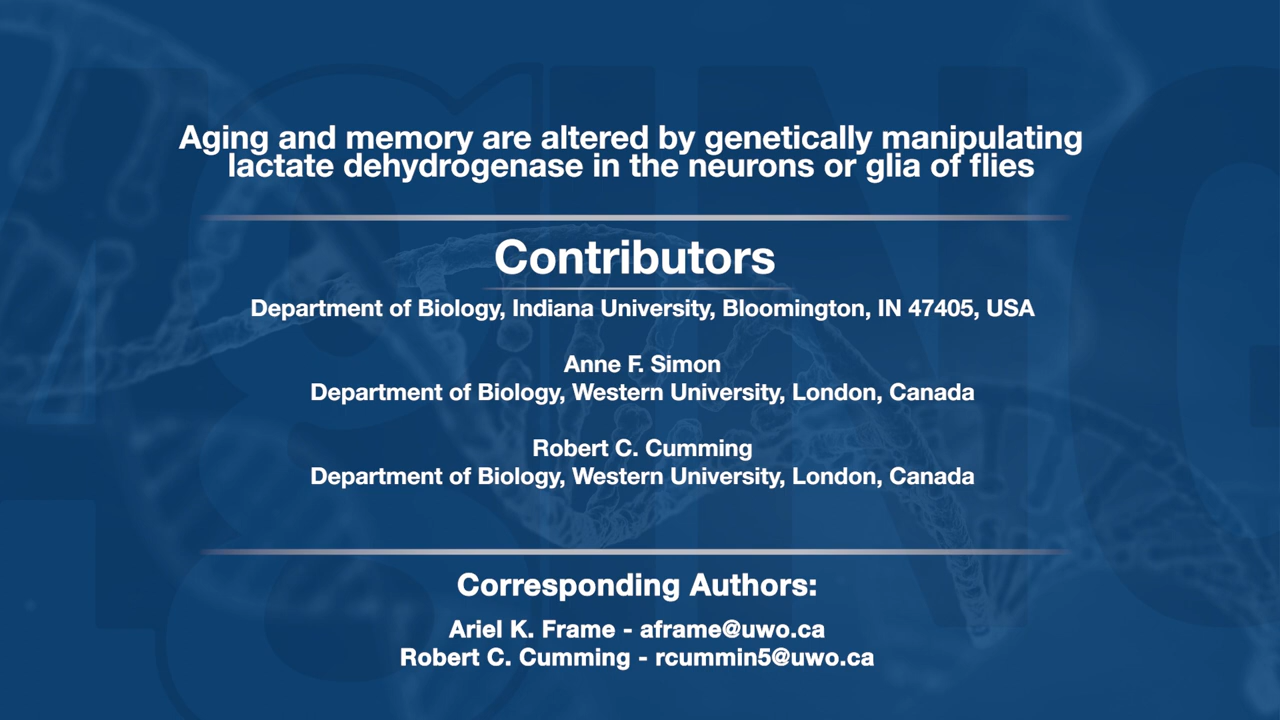 Aging and memory are altered by genetically manipulating
lactate dehydrogenase in the neurons or glia of flies
Contributors
Department of Biology, Indiana University, Bloomington, IN 47405, USA
Anne F. Simon
Department of Biology, Western University, London, Canada
Robert C. Cumming
Department of Biology, Western University, London, Canada
Corresponding Authors:
Ariel K. Frame - aframe@uwo.ca
Robert C. Cumming - rcummin5@uwo.ca